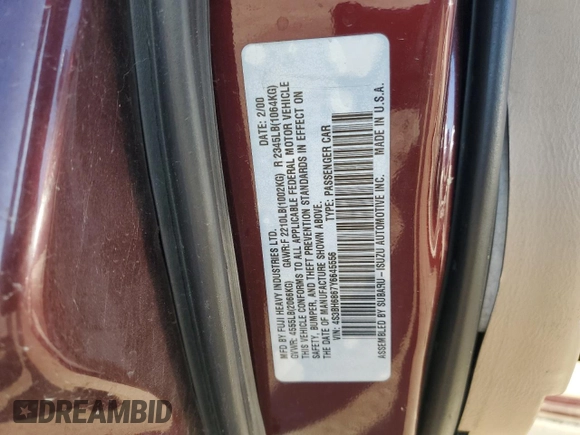 MFD. BY FUJI HEAVY INDUSTRIES LTD. DATE: 2/00
GVWR: 4555LB(2066KG) GAWR:F 2210LB(1002KG) R 2345LB(1064KG)
THIS VEHICLE CONFORMS TO ALL APPLICABLE FEDERAL MOTOR VEHICLE
SAFETY, BUMPER, AND THEFT PREVENTION STANDARDS IN EFFECT ON
THE DATE OF MANUFACTURE SHOWN ABOVE.
VIN: 4S3BH6867Y6645556 TYPE: PASSENGER CAR
ASSEMBLED BY SUBARU-ISUZU AUTOMOTIVE INC. MADE IN U.S.A.
DREAMBID